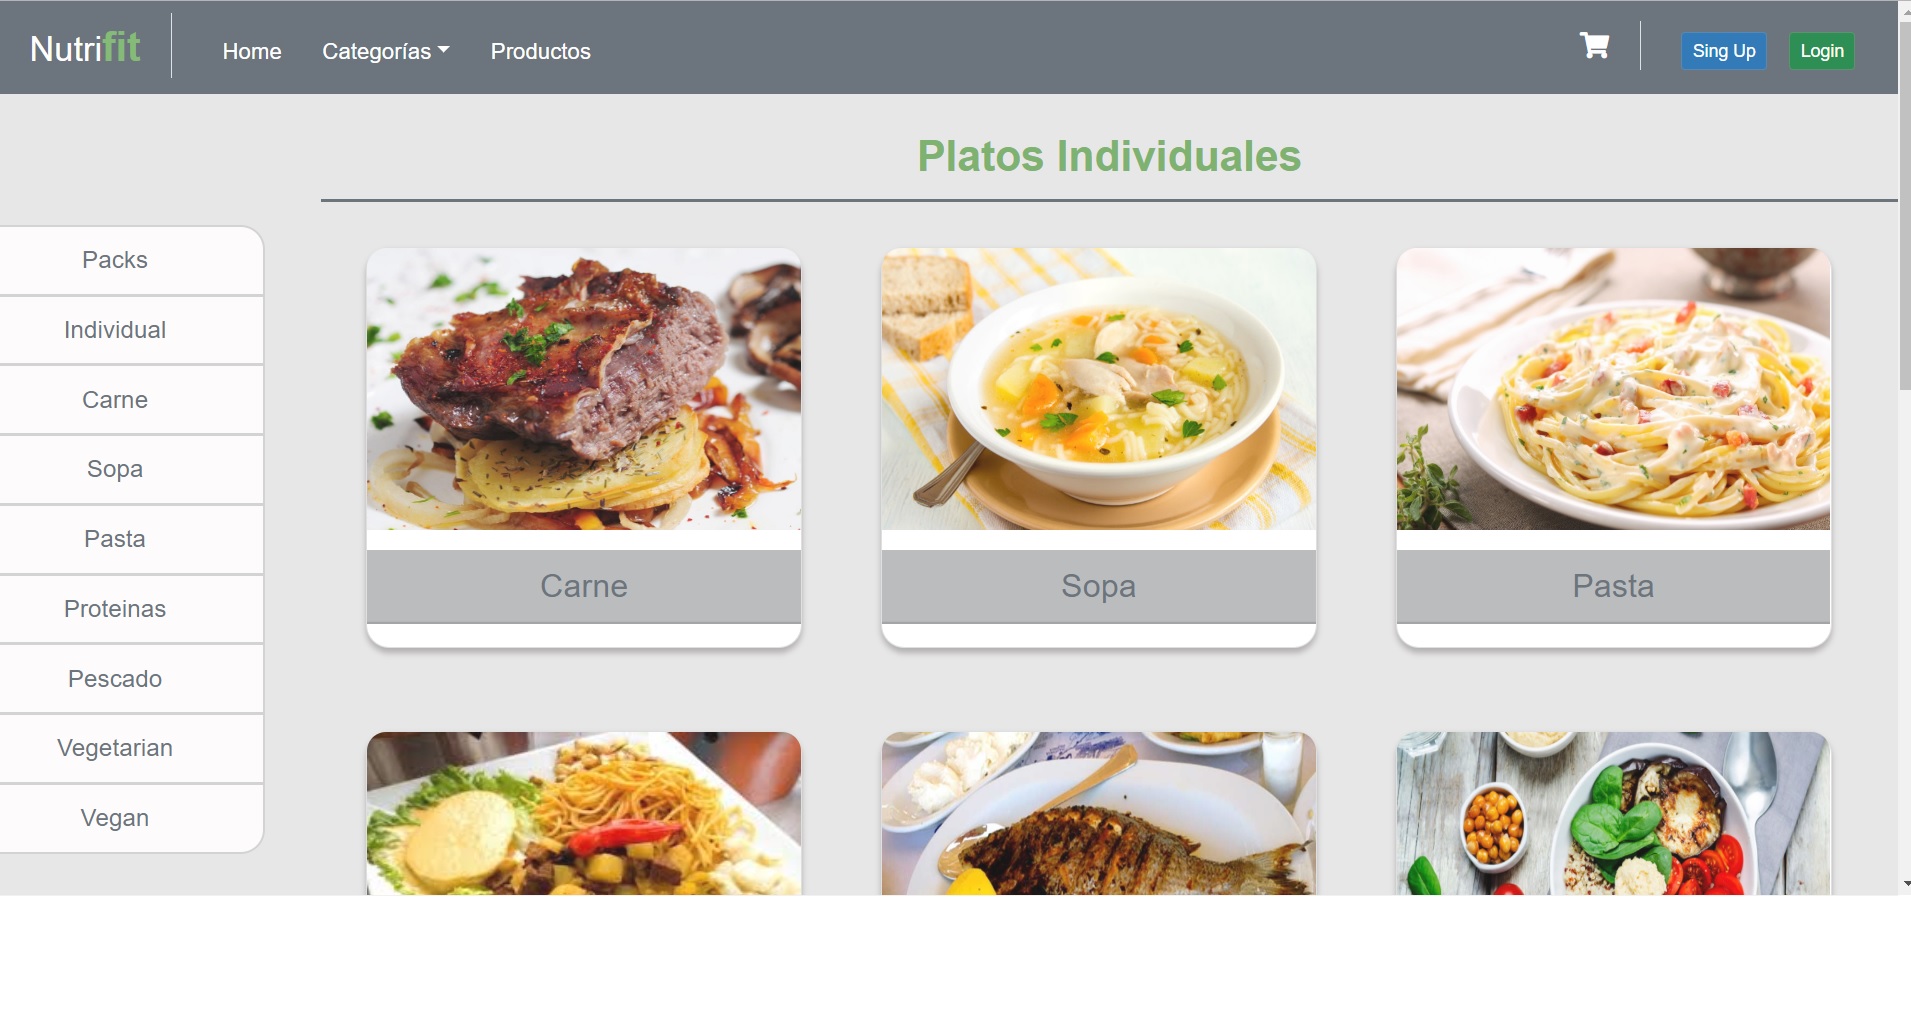 Nutrifit
Home
Categorías
Productos
Sing Up
Login
Platos Individuales
Packs
Individual
Carne
Sopa
Pasta
Proteinas
Pescado
Vegetarian
Vegan
Carne
Sopa
Pasta